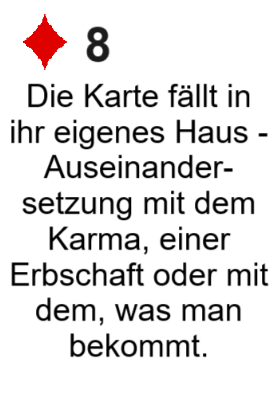 8
Die Karte fällt in
ihr eigenes Haus -
Auseinander-
setzung mit dem
Karma, einer
Erbschaft oder mit
dem, was man
bekommt.